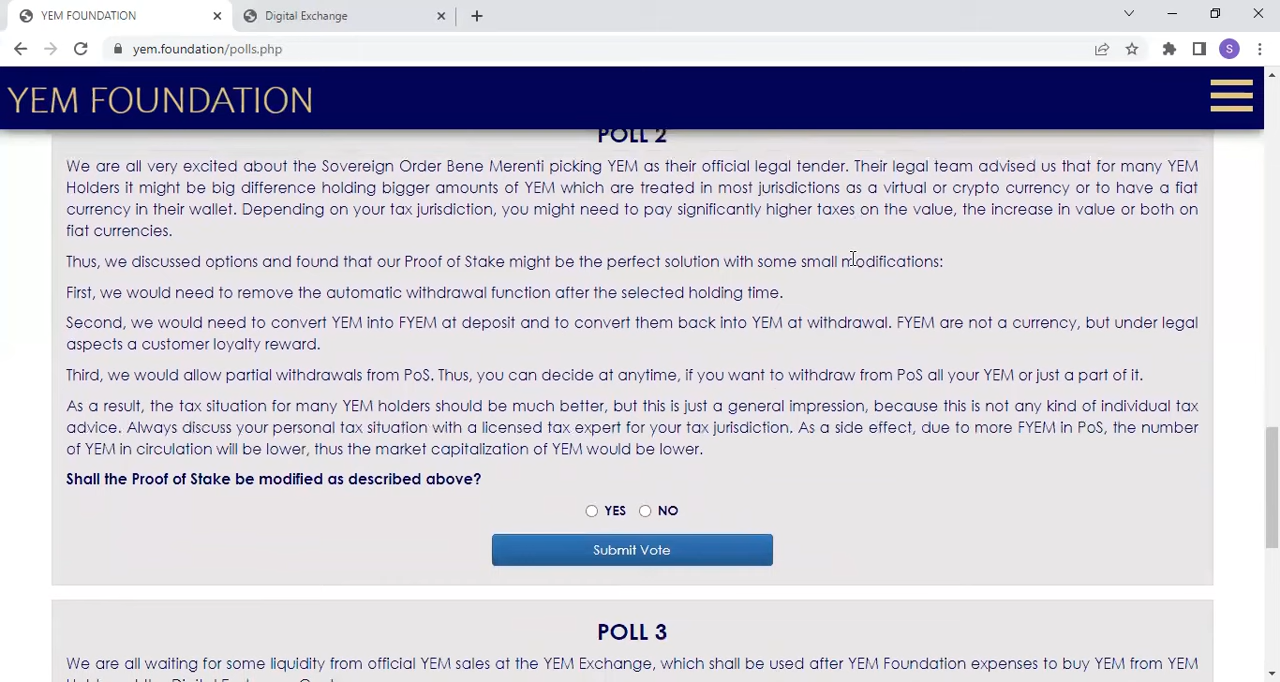 YEM FOUNDATION
Digital Exchange
yem.foundation/polls.php
S
YEM FOUNDATION
POLL 2
We are all very excited about the Sovereign Order Bene Merenti picking YEM as their official legal tender. Their legal team advised us that for many YEM
Holders it might be big difference holding bigger amounts of YEM which are treated in most jurisdictions as a virtual or crypto currency or to have a fiat
currency in their wallet. Depending on your tax jurisdiction, you might need to pay significantly higher taxes on the value, the increase in value or both on
fiat currencies.
Thus, we discussed options and found that our Proof of Stake might be the perfect solution with some small modifications:
First, we would need to remove the automatic withdrawal function after the selected holding time.
Second, we would need to convert YEM into FYEM at deposit and to convert them back into YEM at withdrawal. FYEM are not a currency, but under legal
aspects a customer loyalty reward.
Third, we would allow partial withdrawals from PoS. Thus, you can decide at anytime, if you want to withdraw from PoS all your YEM or just a part of it.
As a result, the tax situation for many YEM holders should be much better, but this is just a general impression, because this is not any kind of individual tax
advice. Always discuss your personal tax situation with a licensed tax expert for your tax jurisdiction. As a side effect, due to more FYEM in PoS, the number
of YEM in circulation will be lower, thus the market capitalization of YEM would be lower.
Shall the Proof of Stake be modified as described above?
YES NO
Submit Vote
POLL 3
We are all waiting for some liquidity from official YEM sales at the YEM Exchange, which shall be used after YEM Foundation expenses to buy YEM from YEM